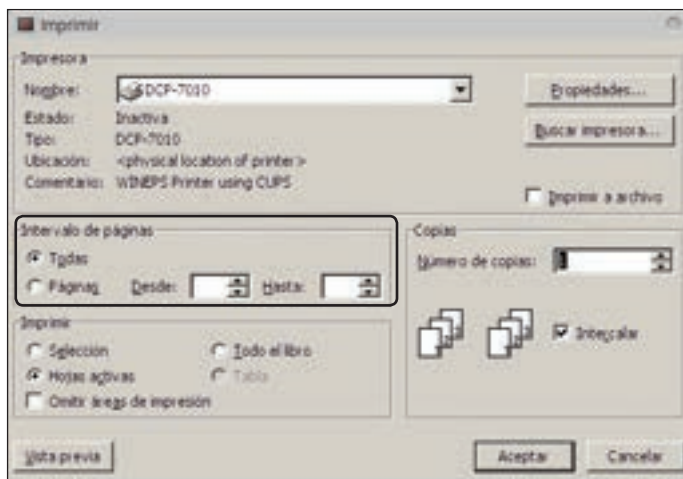 Imprimir
Impresora
Nombre: DCP-7010
Propiedades...
Estado: Inactiva
Buscar impresora...
Tipo: DCP-7010
Ubicación: <physical location of printer>
Comentario: WINEPS Printer using CUPS
Imprimir a archivo
Intervalo de páginas
Todas
Páginas Desde: Hasta:
Copias
Número de copias: 1
Intercalar
Imprimir
Selección Todo el libro
Hojas activas Tabla
Omitir áreas de impresión
Vista previa Aceptar Cancelar